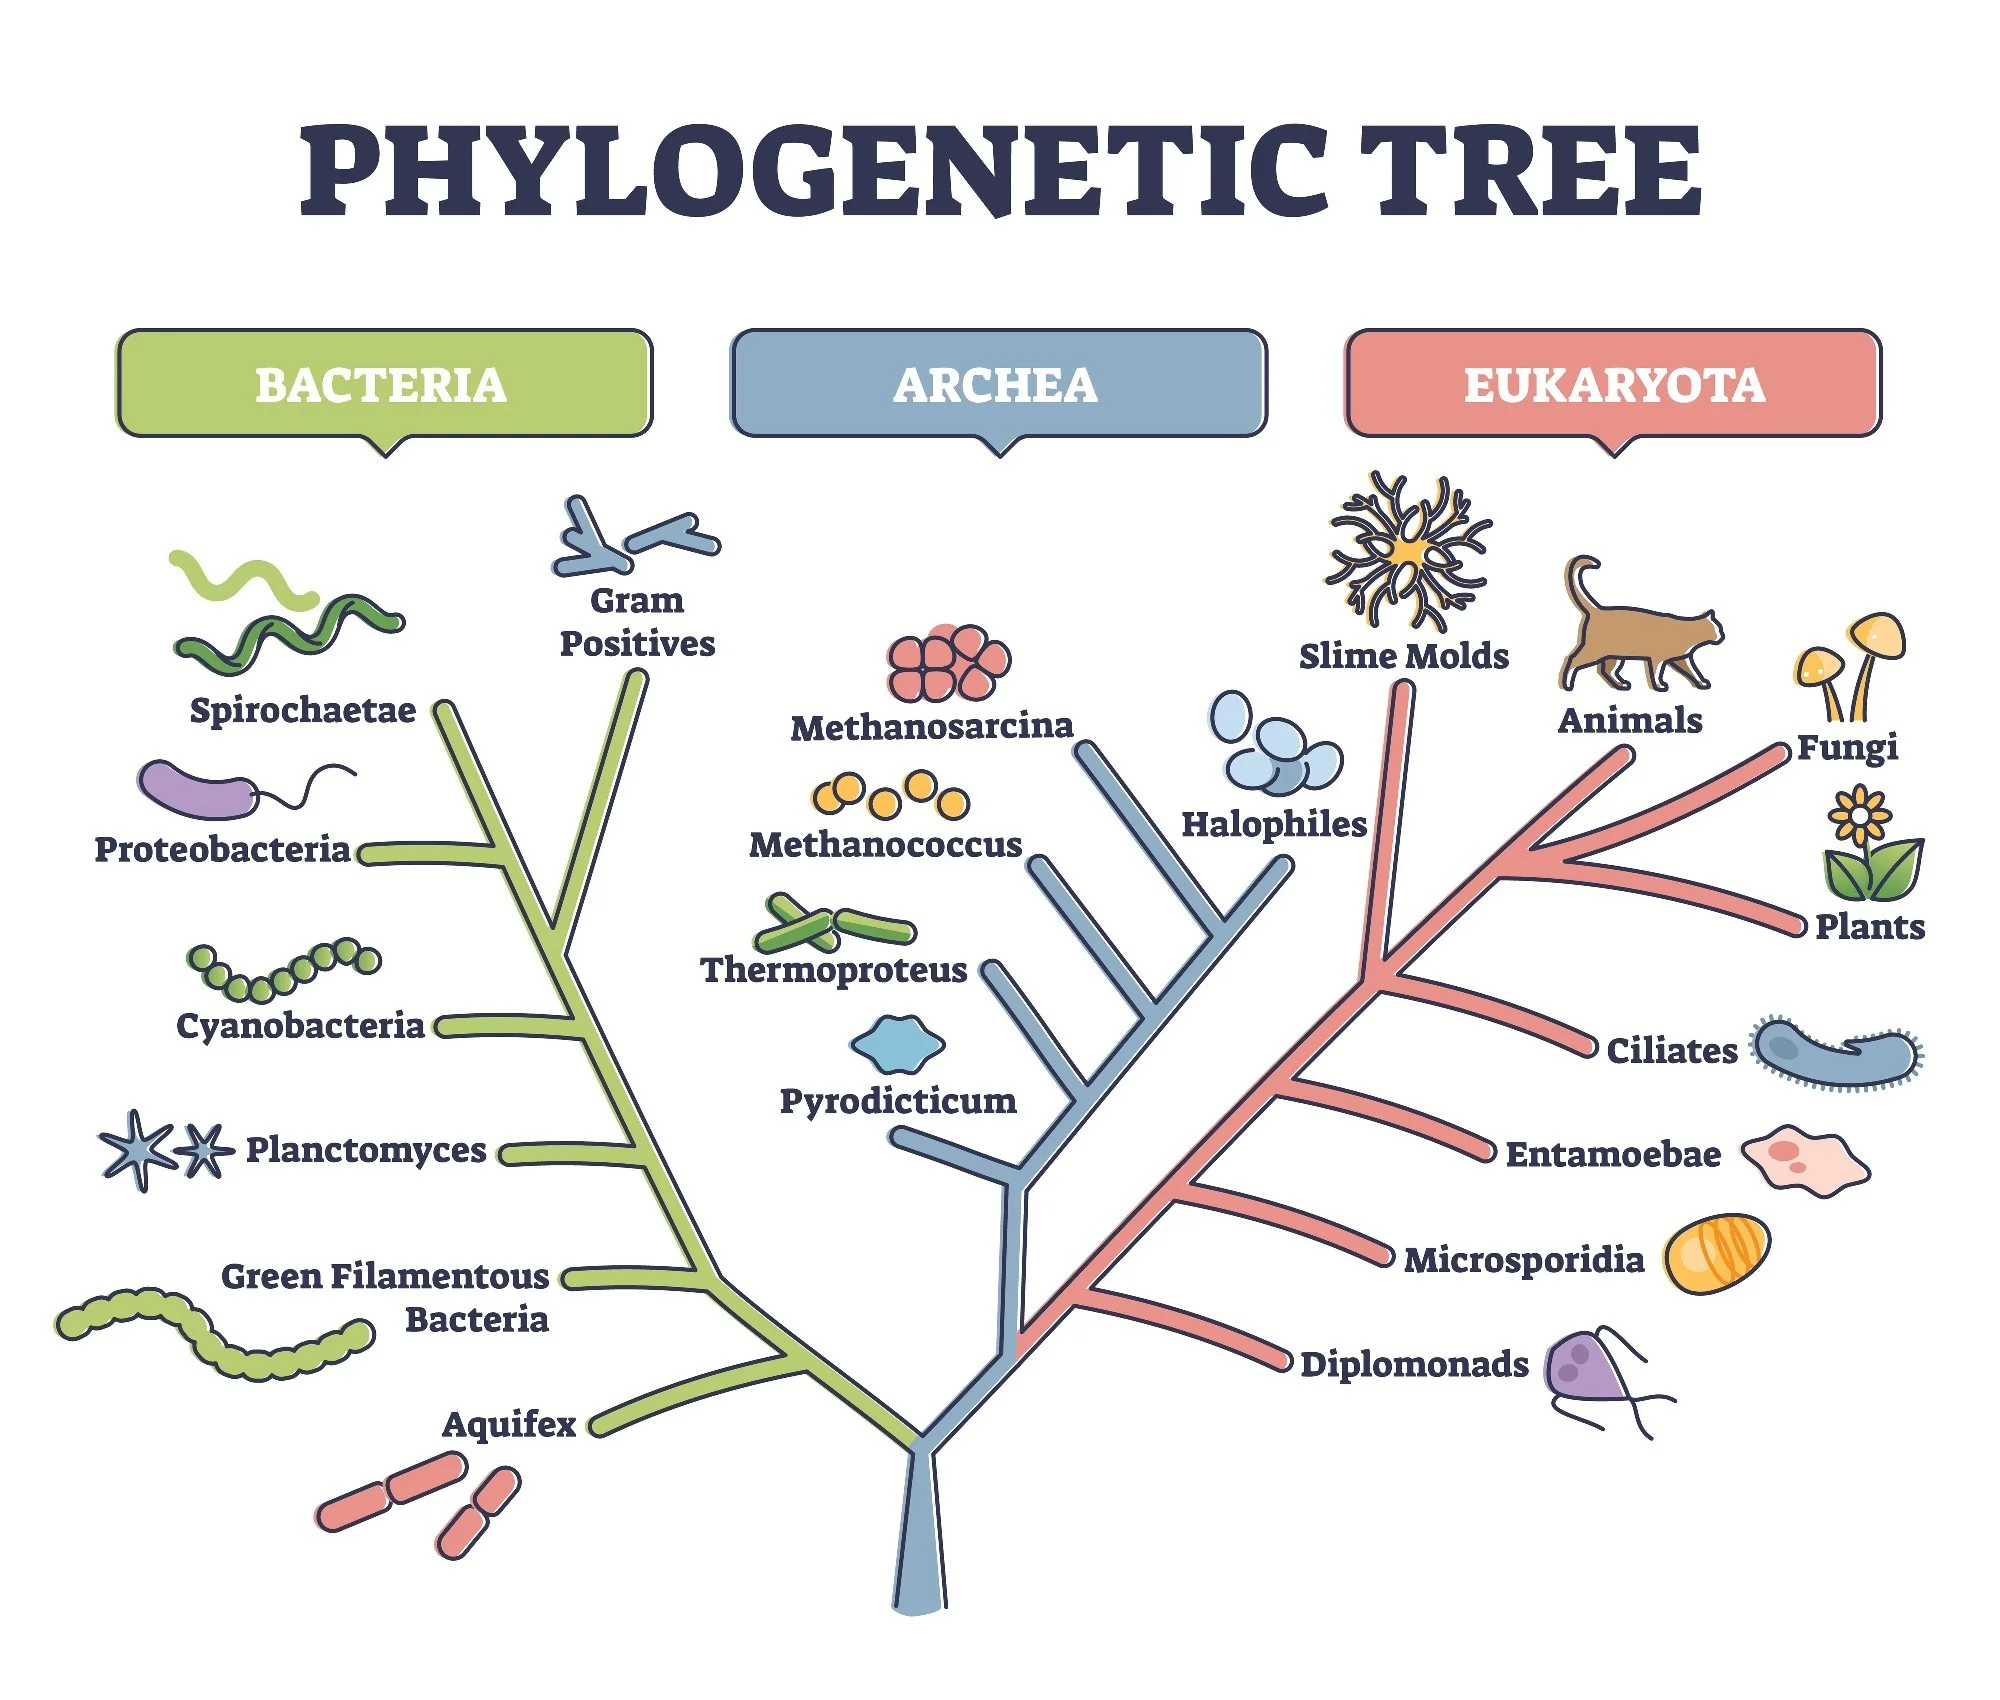 PHYLOGENETIC TREE
BACTERIA
ARCHEA
EUKARYOTA
Spirochaetae
Gram
Positives
Proteobacteria
Cyanobacteria
Planctomyces
Green Filamentous
Bacteria
Aquifex
Methanosarcina
Methanococcus
Halophiles
Thermoproteus
Pyrodicticum
Slime Molds
Animals
Fungi
Plants
Ciliates
Entamoebae
Microsporidia
Diplomonads